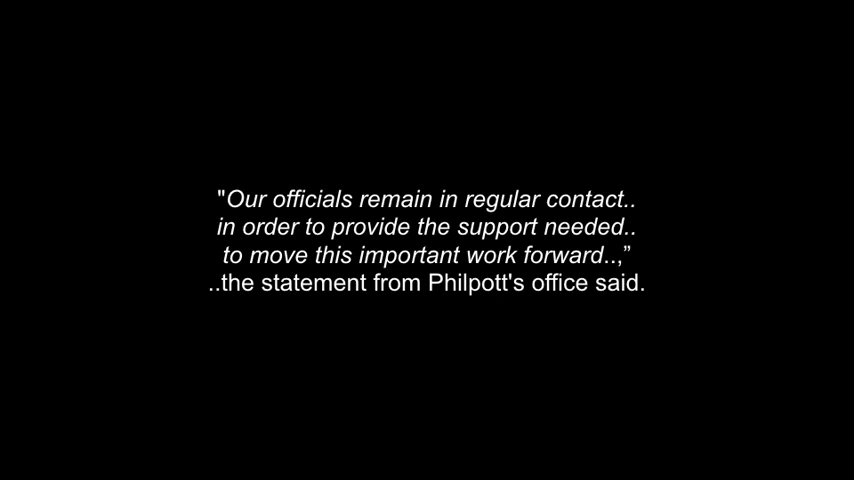 "Our officials remain in regular contact..
in order to provide the support needed..
to move this important work forward..,”
..the statement from Philpott's office said.